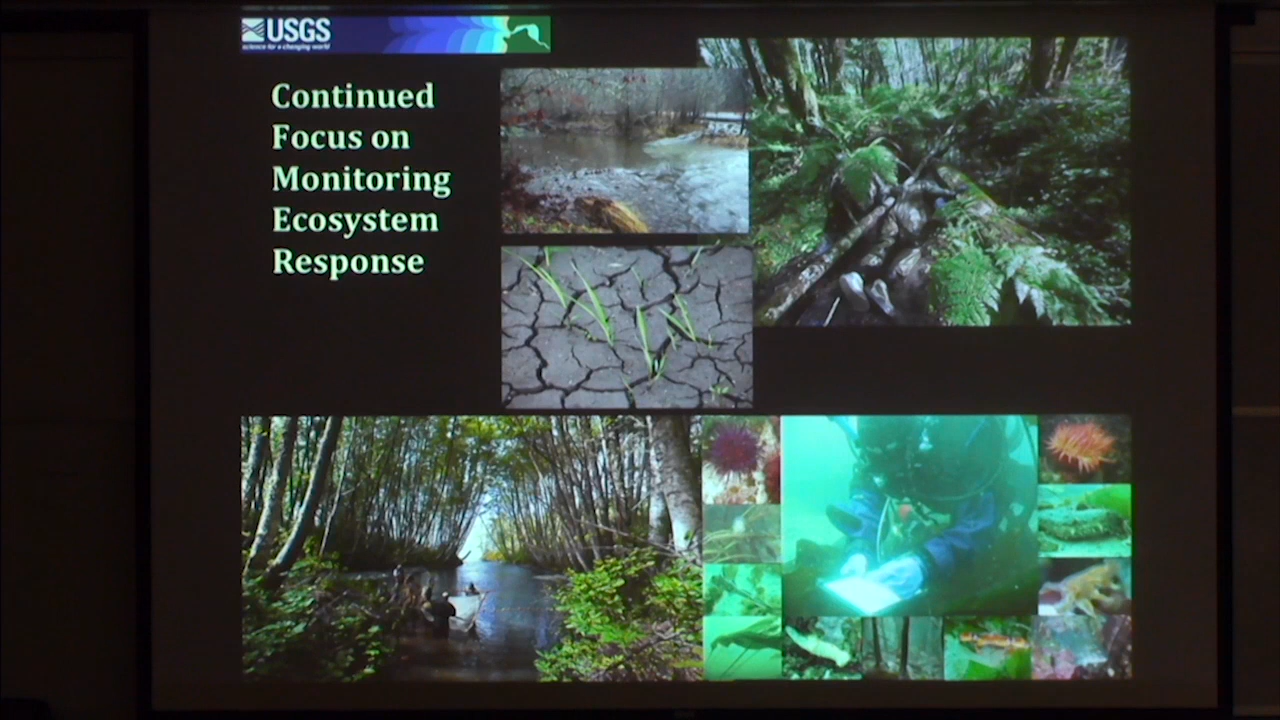 USGS
science for a changing world
Continued
Focus on
Monitoring
Ecosystem
Response